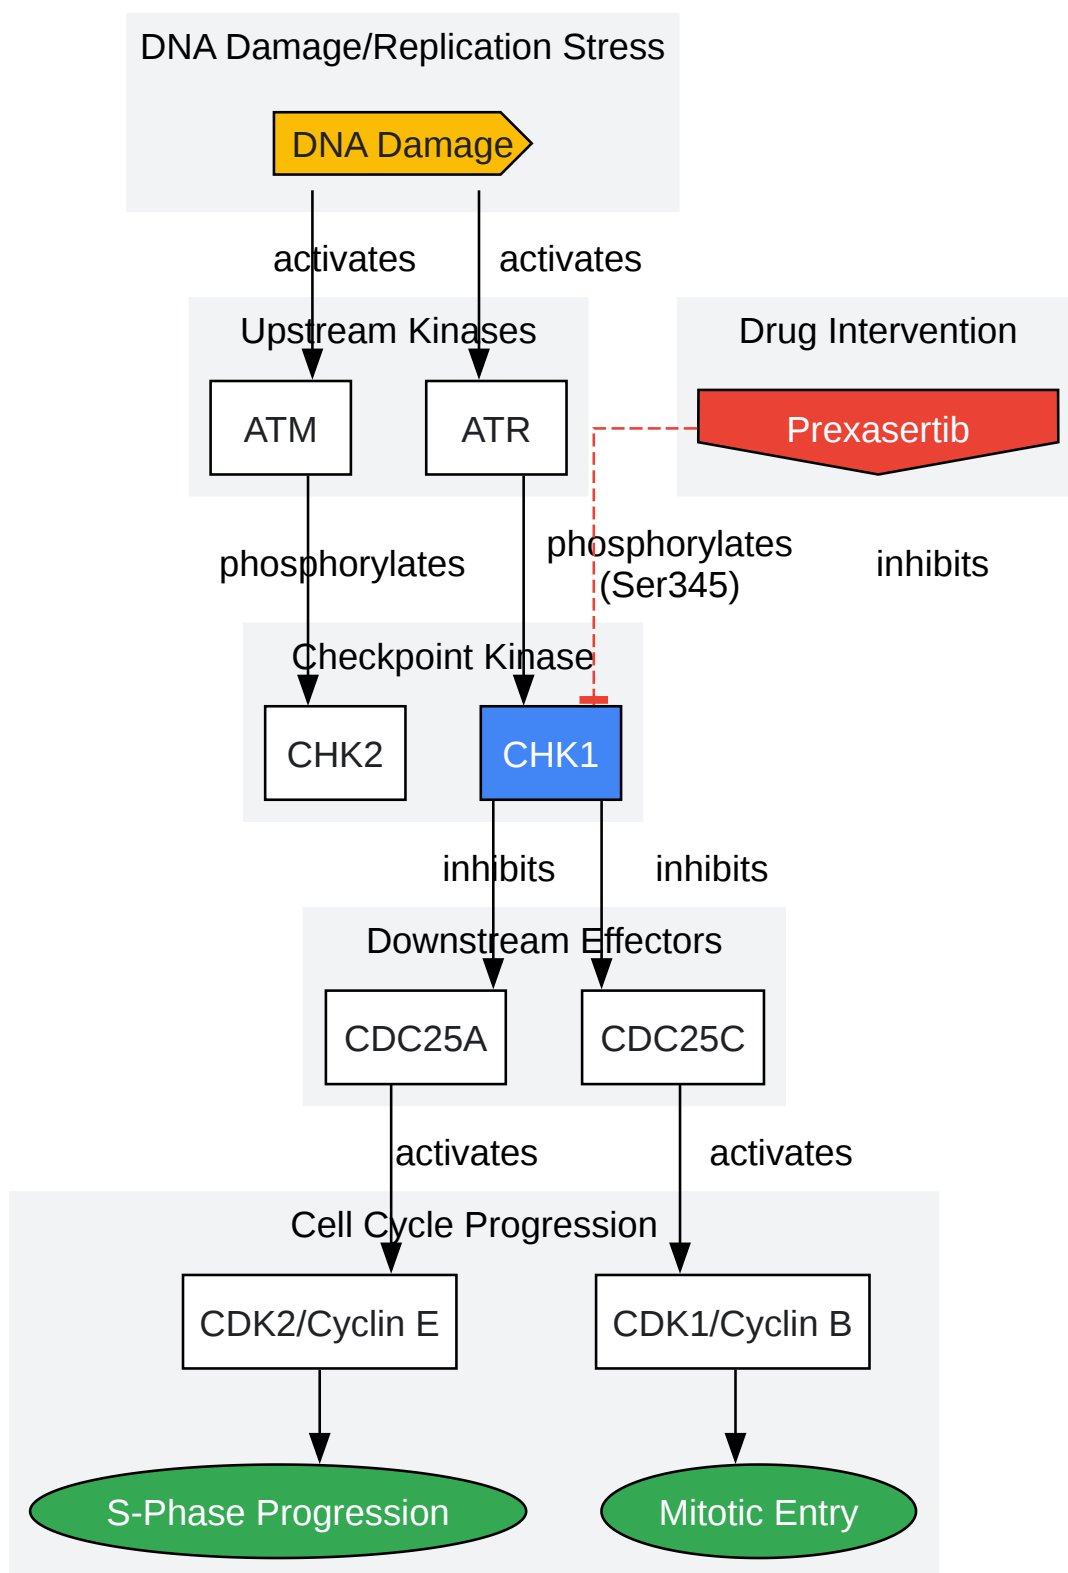 DNA Damage/Replication Stress
DNA Damage
activates
activates
Upstream Kinases
Drug Intervention
ATM
ATR
Prexasertib
phosphorylates
phosphorylates
(Ser345)
inhibits
Checkpoint Kinase
CHK2
CHK1
inhibits
inhibits
Downstream Effectors
CDC25A
CDC25C
activates
activates
Cell Cycle Progression
CDK2/Cyclin E
CDK1/Cyclin B
S-Phase Progression
Mitotic Entry